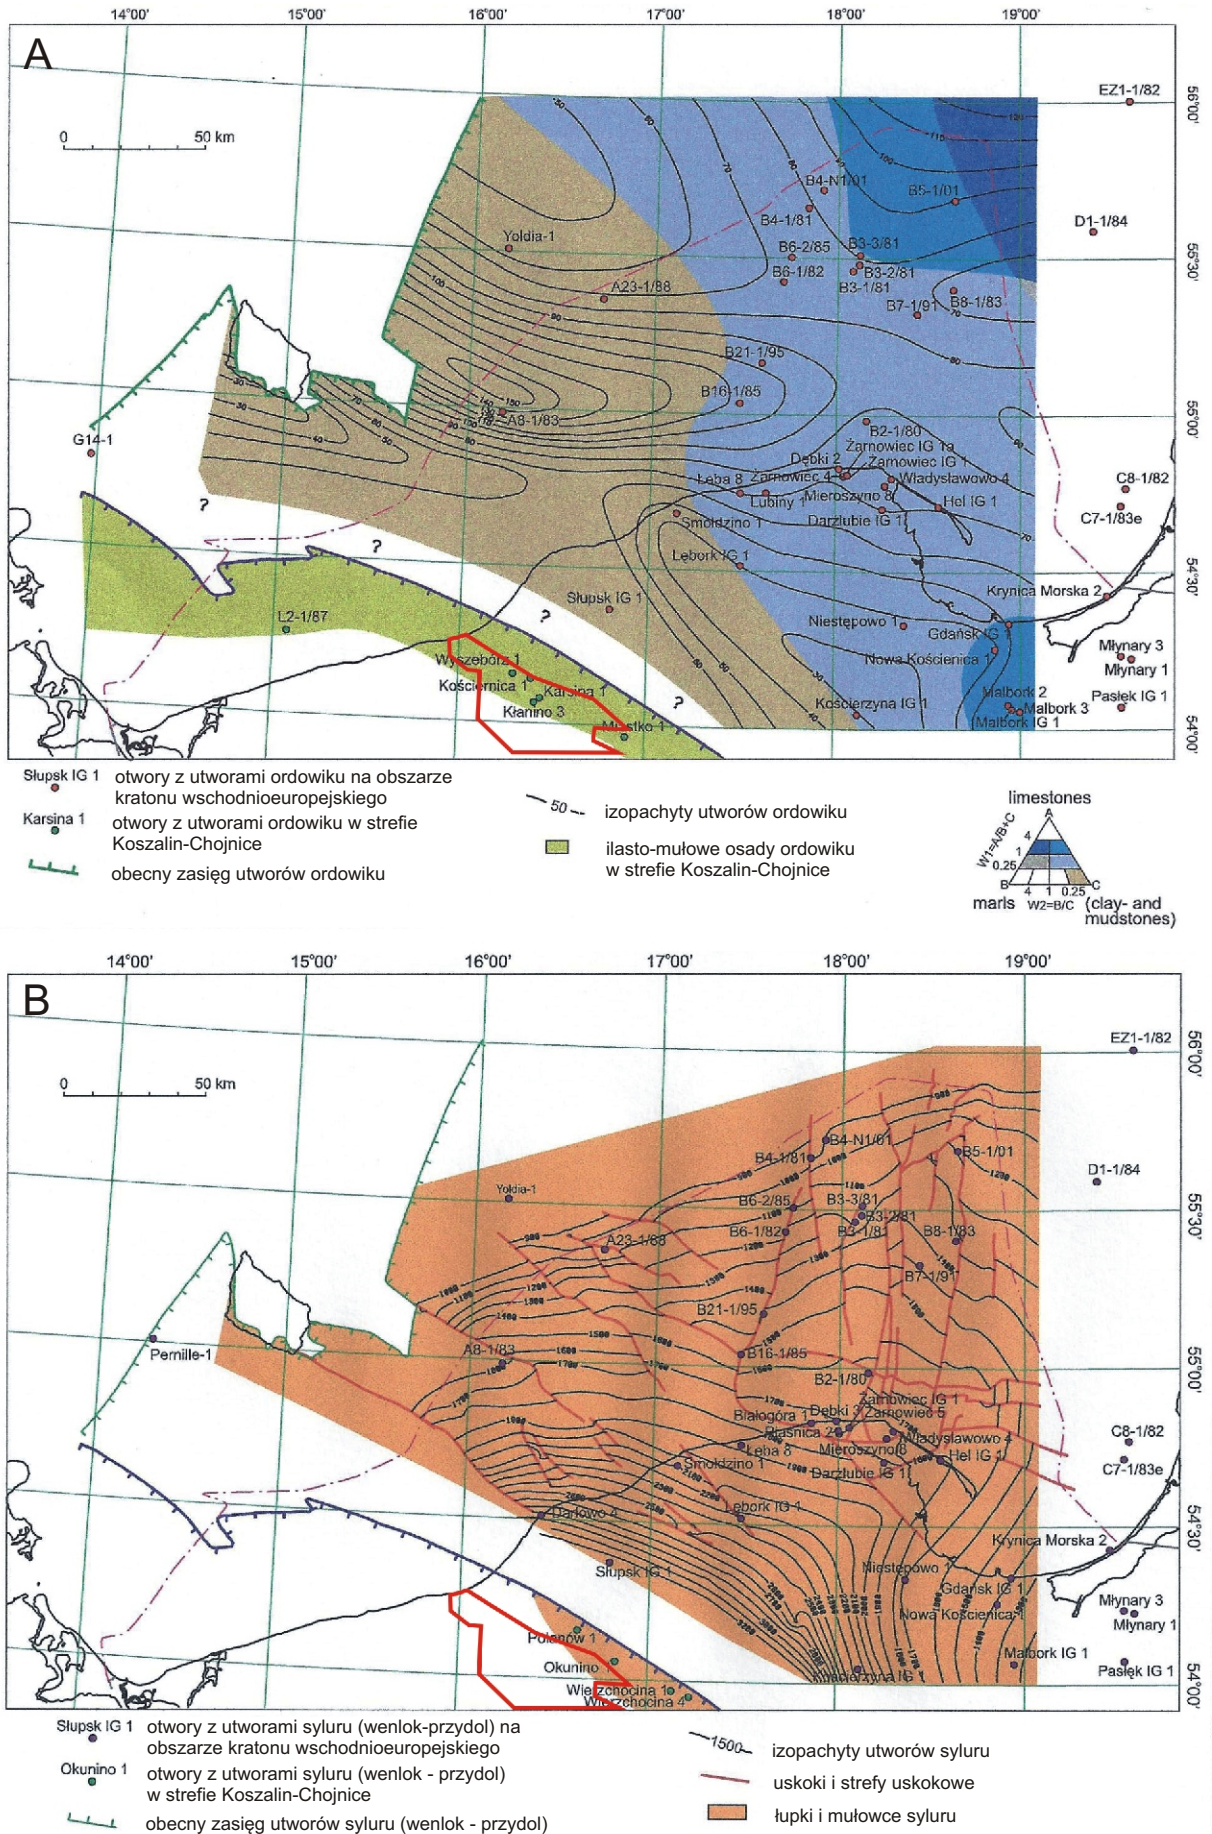 14°00' 15°00' 16°00' 17°00' 18°00' 19°00'
A
EZ1-1/82
56°00'
0 50 km
50 60 70 80 90 100 110 120
B4-N1/01
B5-1/01
B4-1/81
D1-1/84
Yoldia-1
B6-2/85
B3-3/81
55°30'
B6-1/82
B3-2/81
B3-1/81
A23-1/88
B8-1/83
B7-1/91
70
100
90
80
B21-1/95
B16-1/85
A8-1/83
55°00'
B2-1/80
G14-1
Żarnowiec IG 1a
Dębki 2
Żarnowiec IG 1
Łeba 8
Żarnowiec 4
Władysławowo 4
C8-1/82
Lubiny 1
Mieroszyno 8
Hel IG 1
?
Smołdzino 1
Darżlubie IG 1
C7-1/83e
?
Lębork IG 1
54°30'
Słupsk IG 1
?
Krynica Morska 2
L2-1/87
Niestępowo 1
Gdańsk IG 1
Wyszebórz 1
Nowa Kościenica 1
Młynary 3
Kościernica 1
Karsina 1
Młynary 1
Kłanino 3
?
Malbork 2
Pasłęk IG 1
Kościerzyna IG 1
Malbork 3
Miastko 1
Malbork IG 1
54°00'
Słupsk IG 1
otwory z utworami ordowiku na obszarze
kratonu wschodnioeuropejskiego
Karsina 1
otwory z utworami ordowiku w strefie
Koszalin-Chojnice
obecny zasięg utworów ordowiku
50
izopachyty utworów ordowiku
ilasto-mułowe osady ordowiku
w strefie Koszalin-Chojnice
limestones
A
W1=A/B+C
4
1
0.25
B C
4 1 0.25
marls
W2=B/C
(clay- and
mudstones)
14°00' 15°00' 16°00' 17°00' 18°00' 19°00'
B
EZ1-1/82
56°00'
0 50 km
900
B4-N1/01
B4-1/81
B5-1/01
D1-1/84
Yoldia-1
B6-2/85
B3-3/81
B3-2/81
55°30'
B6-1/82
B3-1/81
B8-1/83
A23-1/88
B7-1/91
B21-1/95
Pernille-1
A8-1/83
B16-1/85
55°00'
B2-1/80
Żarnowiec IG 1
Białogóra 1
Dębki 3
Żarnowiec 5
Piaśnica 2
Władysławowo 4
C8-1/82
Łeba 8
Mieroszyno 8
Hel IG 1
Smołdzino 1
Darżlubie IG 1
C7-1/83e
Lębork IG 1
Darłowo 4
54°30'
Krynica Morska 2
Słupsk IG 1
Niestępowo 1
Gdańsk IG 1
Młynary 3
Nowa Kościenica 1
Młynary 1
Polanów 1
Malbork IG 1
Okunino 1
Pasłęk IG 1
Kościerzyna IG 1
Wierzchocina 1
Wierzchocina 4
54°00'
Słupsk IG 1
otwory z utworami syluru (wenlok-przydol) na
obszarze kratonu wschodnioeuropejskiego
Okunino 1
otwory z utworami syluru (wenlok - przydol)
w strefie Koszalin-Chojnice
obecny zasięg utworów syluru (wenlok - przydol)
1500
izopachyty utworów syluru
uskoki i strefy uskokowe
łupki i mułowce syluru